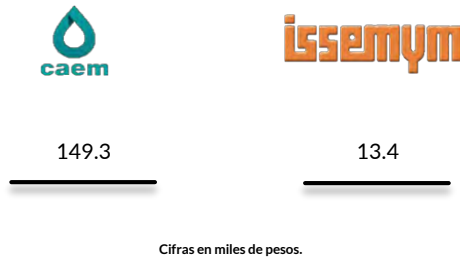 caem
issemym
149.3
13.4
Cifras en miles de pesos.